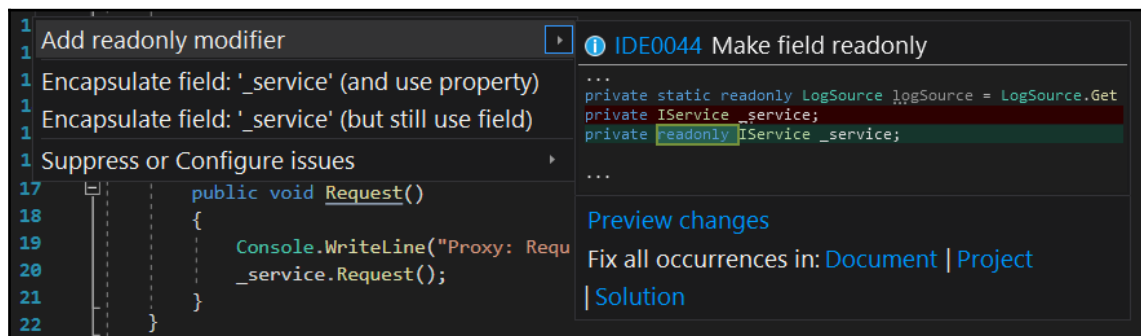 Add readonly modifier
Encapsulate field: '_service' (and use property)
Encapsulate field: '_service' (but still use field)
Suppress or Configure issues
IDE0044 Make field readonly
...
private static readonly LogSource logSource = LogSource.Get
private IService _service;
private readonly IService _service;
...
Preview changes
Fix all occurrences in: Document | Project
| Solution
17 public void Request()
18 {
19 Console.WriteLine("Proxy: Requ
20 _service.Request();
21 }
22 }